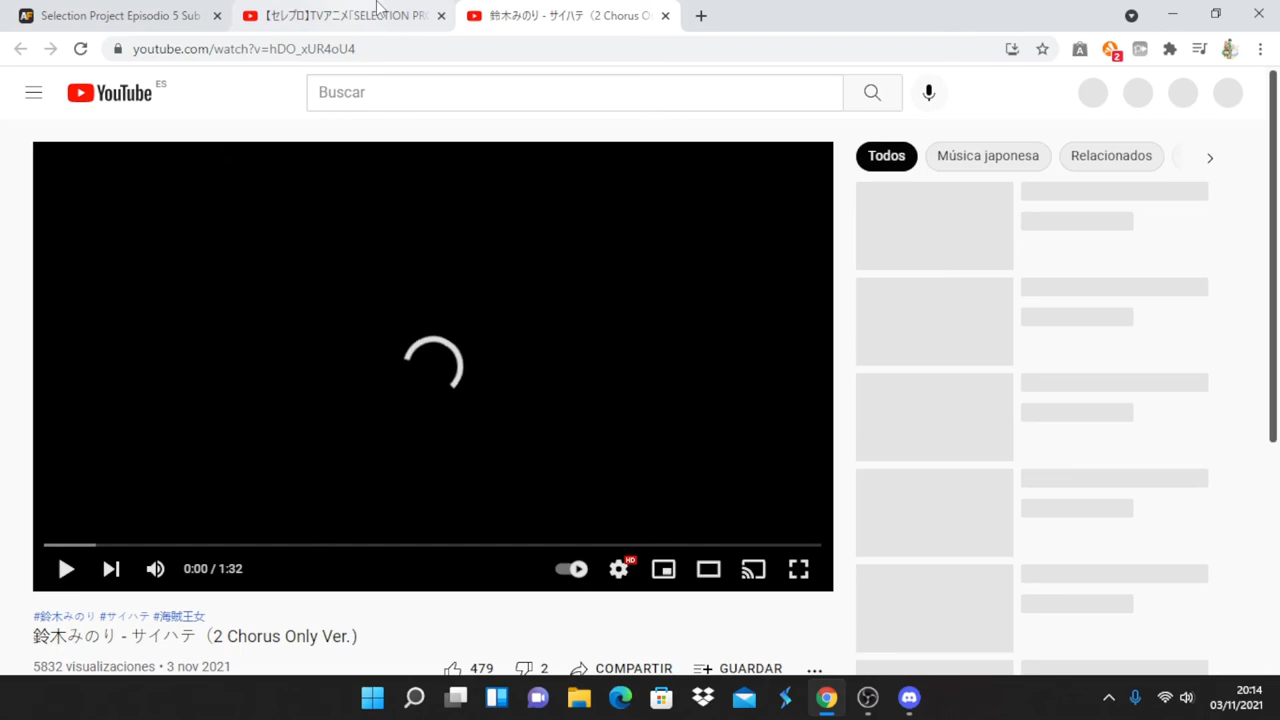 Selection Project Episodio 5 Sub
【セレプロ】TVアニメ「SELECTION PRO
鈴木みのり - サイハテ（2 Chorus O
youtube.com/watch?v=hDO_xUR4oU4
2
YouTube ES
Buscar
Todos
Música japonesa
Relacionados
0:00 / 1:32
HD
#鈴木みのり #サイハテ #海賊王女
鈴木みのり - サイハテ（2 Chorus Only Ver.）
5832 visualizaciones • 3 nov 2021
479
2
COMPARTIR
GUARDAR
20:14
03/11/2021